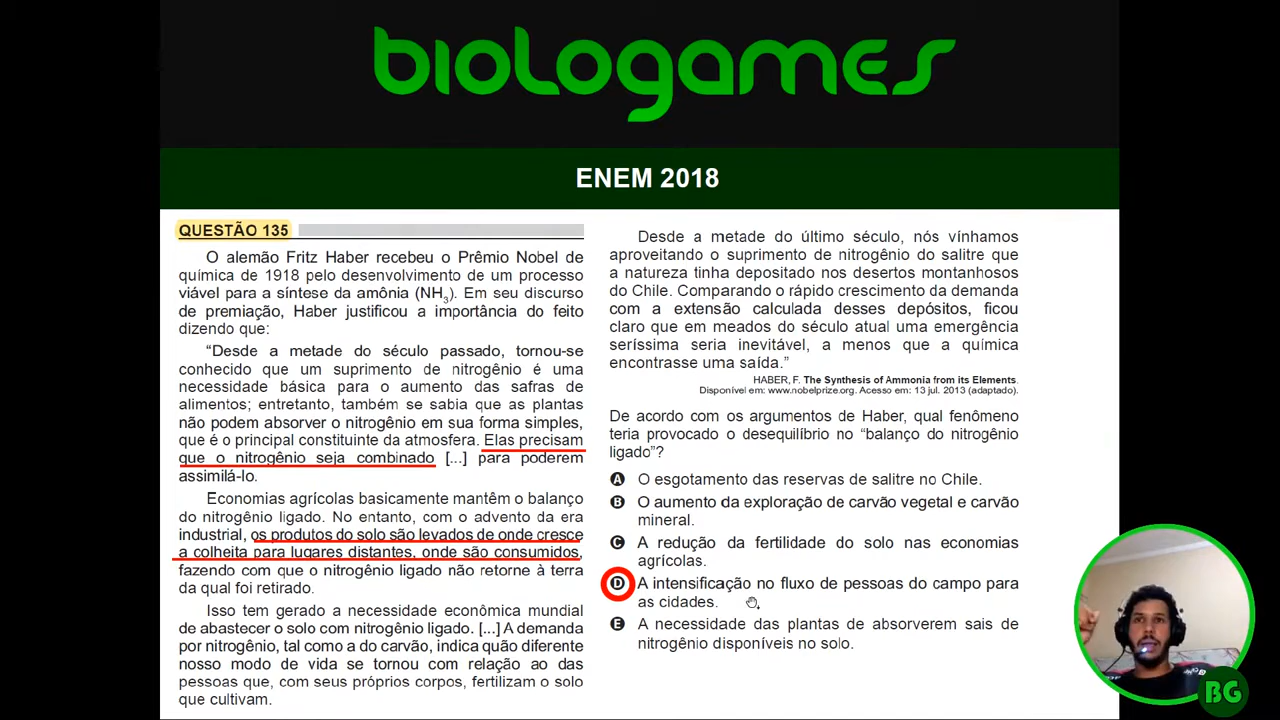 biologames
ENEM 2018
QUESTÃO 135
O alemão Fritz Haber recebeu o Prêmio Nobel de
química de 1918 pelo desenvolvimento de um processo
viável para a síntese da amônia (NH₃). Em seu discurso
de premiação, Haber justificou a importância do feito
dizendo que:
“Desde a metade do século passado, tornou-se
conhecido que um suprimento de nitrogênio é uma
necessidade básica para o aumento das safras de
alimentos; entretanto, também se sabia que as plantas
não podem absorver o nitrogênio em sua forma simples,
que é o principal constituinte da atmosfera. Elas precisam
que o nitrogênio seja combinado [...] para poderem
assimilá-lo.
Economias agrícolas basicamente mantêm o balanço
do nitrogênio ligado. No entanto, com o advento da era
industrial, os produtos do solo são levados de onde cresce
a colheita para lugares distantes, onde são consumidos,
fazendo com que o nitrogênio ligado não retorne à terra
da qual foi retirado.
Isso tem gerado a necessidade econômica mundial
de abastecer o solo com nitrogênio ligado. [...] A demanda
por nitrogênio, tal como a do carvão, indica quão diferente
nosso modo de vida se tornou com relação ao das
pessoas que, com seus próprios corpos, fertilizam o solo
que cultivam.
Desde a metade do último século, nós vínhamos
aproveitando o suprimento de nitrogênio do salitre que
a natureza tinha depositado nos desertos montanhosos
do Chile. Comparando o rápido crescimento da demanda
com a extensão calculada desses depósitos, ficou
claro que em meados do século atual uma emergência
seríssima seria inevitável, a menos que a química
encontrasse uma saída.”
HABER, F. The Synthesis of Ammonia from its Elements.
Disponível em: www.nobelprize.org. Acesso em: 13 jul. 2013 (adaptado).
De acordo com os argumentos de Haber, qual fenômeno
teria provocado o desequilíbrio no “balanço do nitrogênio
ligado”?
A O esgotamento das reservas de salitre no Chile.
B O aumento da exploração de carvão vegetal e carvão
mineral.
C A redução da fertilidade do solo nas economias
agrícolas.
D A intensificação no fluxo de pessoas do campo para
as cidades.
E A necessidade das plantas de absorverem sais de
nitrogênio disponíveis no solo.
BG